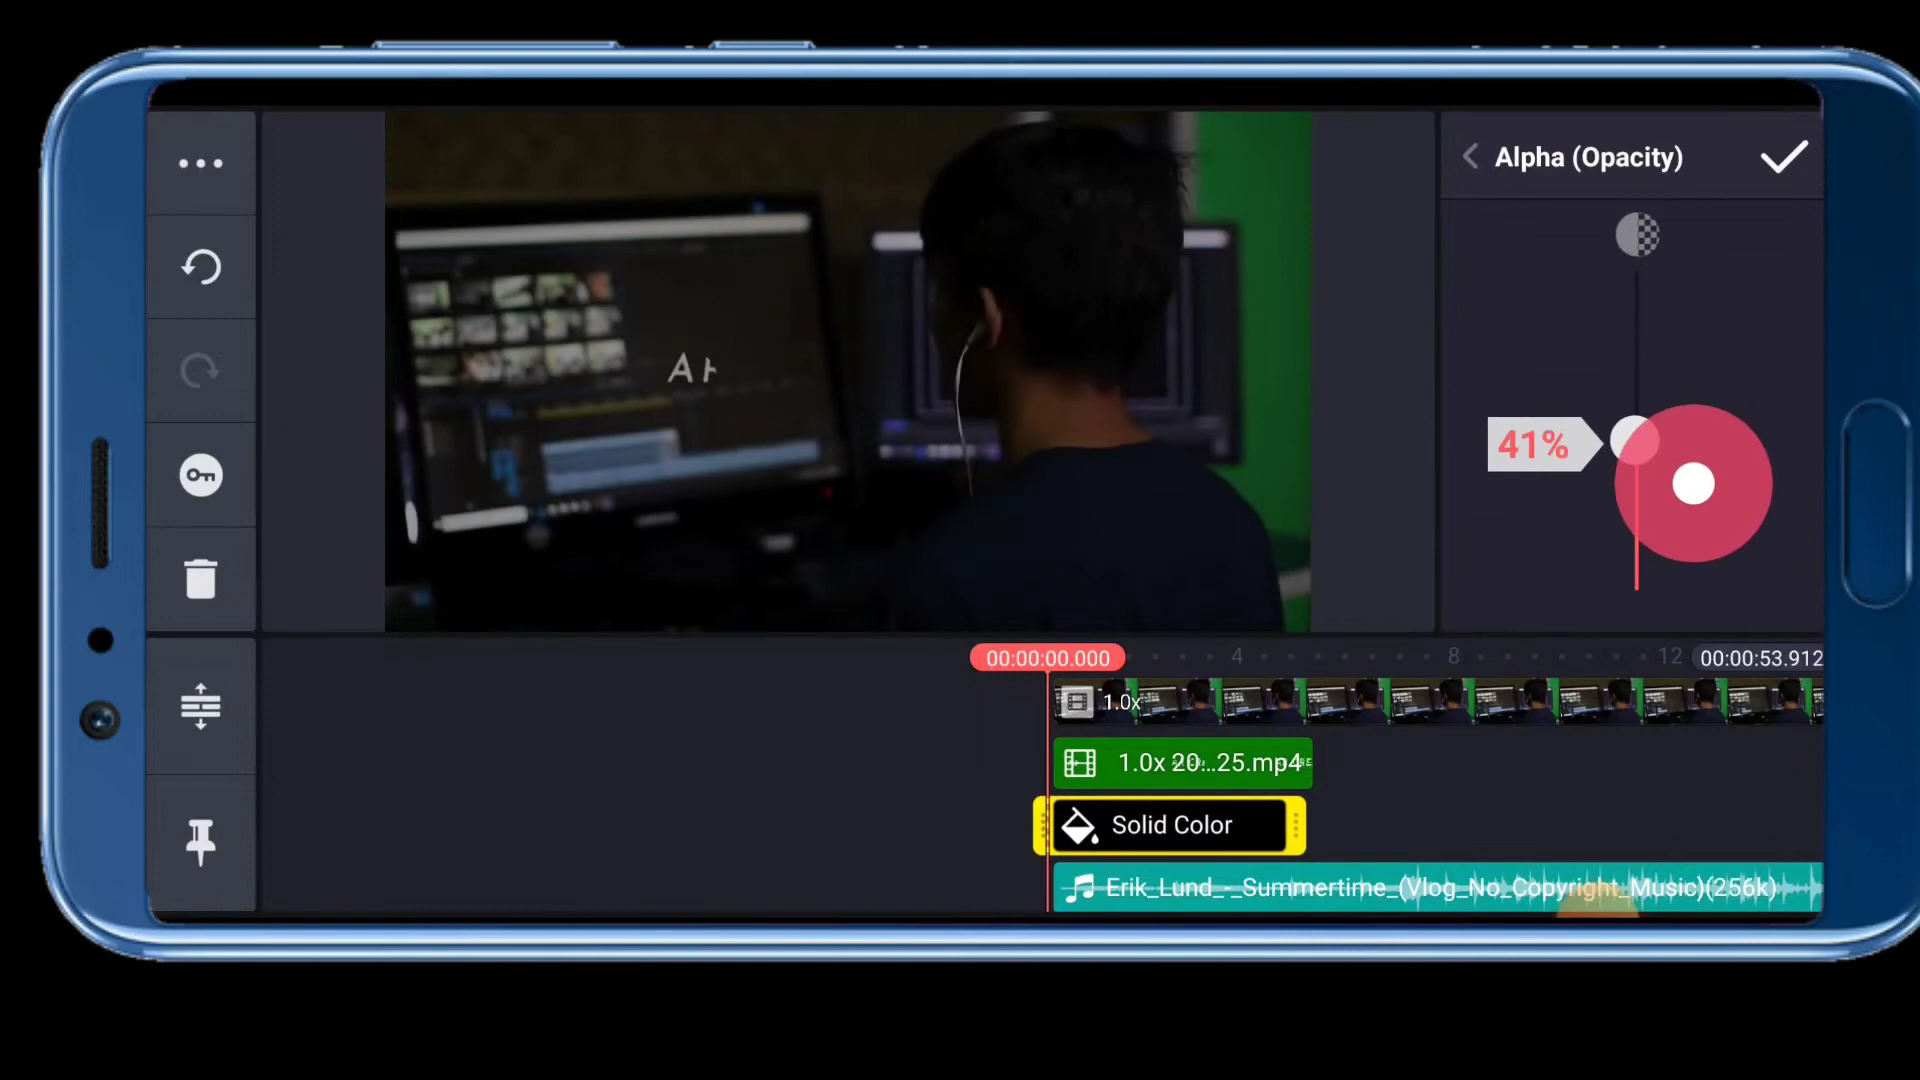 Alpha (Opacity)
41%
00:00:00.000
4
8
12
00:00:53.912
1.0x
1.0x 20...25.mp4
Solid Color
Erik_Lund_-_Summertime_(Vlog_No_Copyright_Music)(256k)